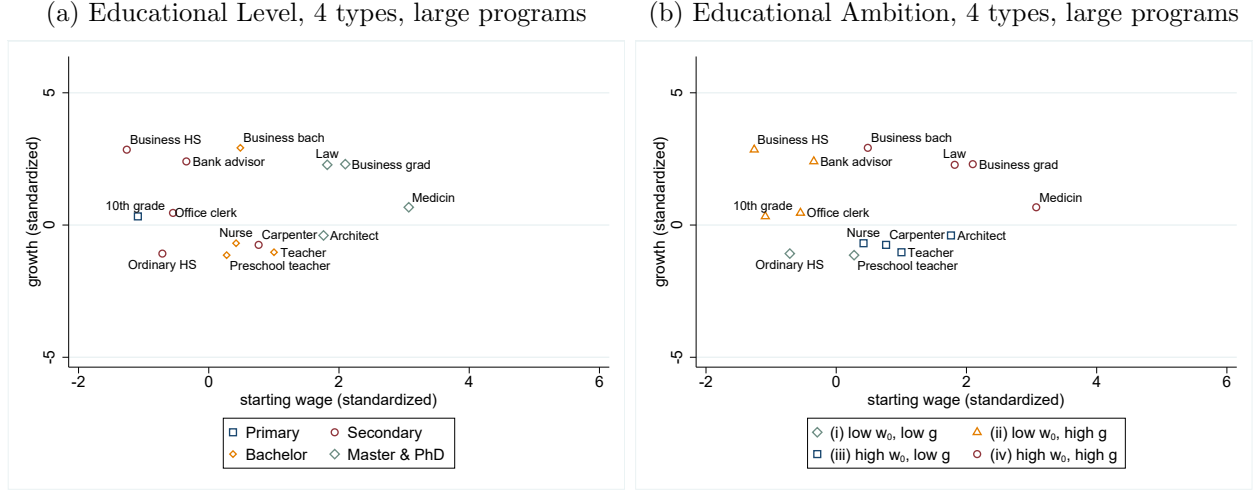 (a) Educational Level, 4 types, large programs
growth (standardized)
5
0
-5
Business HS
Bank advisor
Business bach
Law
Business grad
Medicin
10th grade
Office clerk
Nurse
Carpenter
Architect
Teacher
Ordinary HS
Preschool teacher
-2 0 2 4 6
starting wage (standardized)
Primary Secondary
Bachelor Master & PhD
(b) Educational Ambition, 4 types, large programs
growth (standardized)
5
0
-5
Business HS
Bank advisor
Business bach
Law
Business grad
Medicin
10th grade
Office clerk
Nurse
Carpenter
Architect
Teacher
Ordinary HS
Preschool teacher
-2 0 2 4 6
starting wage (standardized)
(i) low w₀, low g (ii) low w₀, high g
(iii) high w₀, low g (iv) high w₀, high g